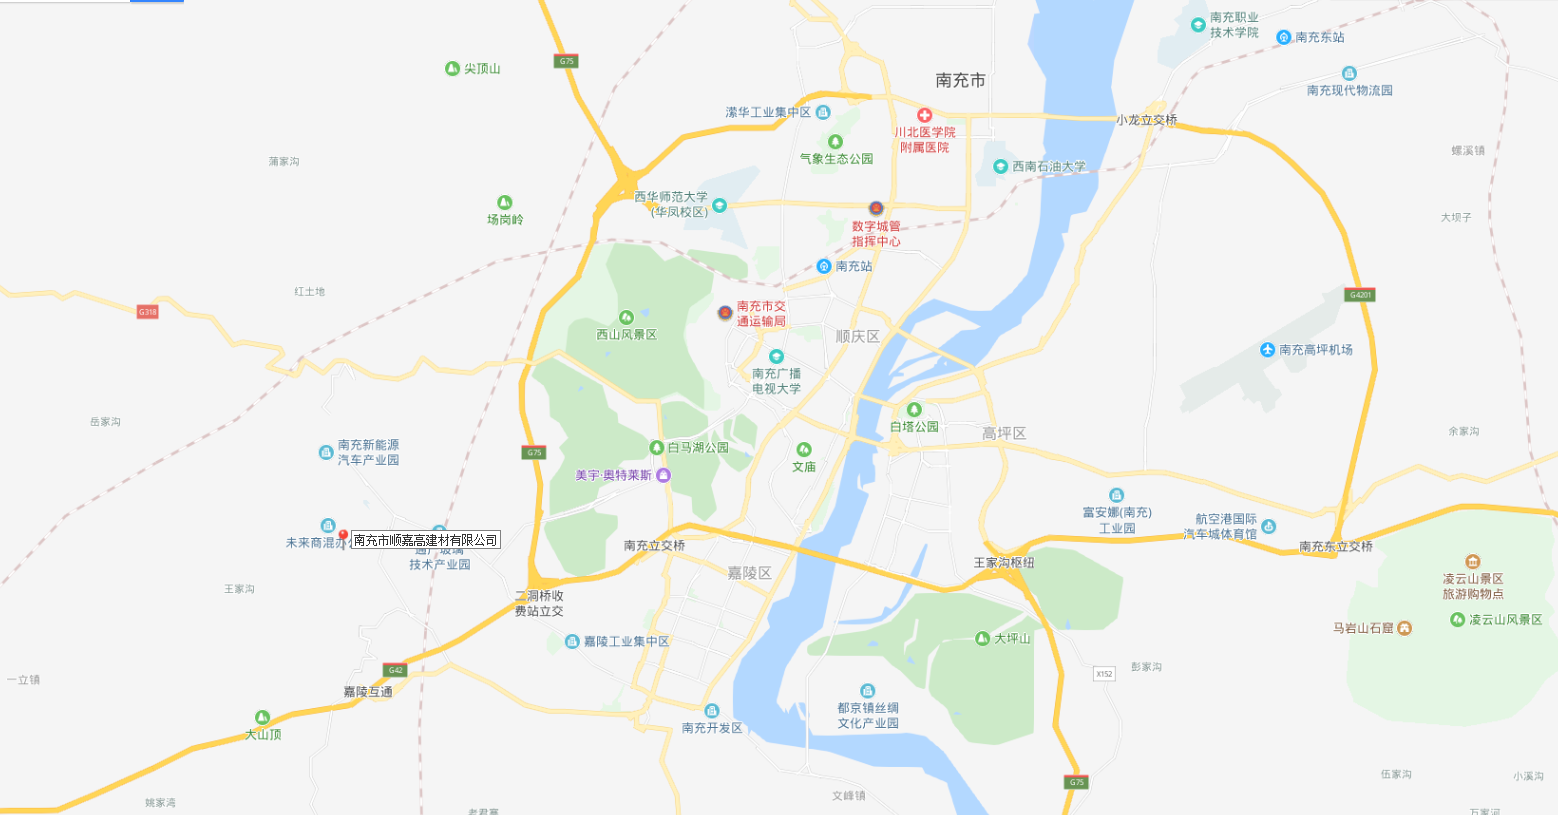 南充职业
技术学院
南充东站
尖顶山
G75
南充市
南充现代物流园
潆华工业集中区
小龙立交桥
川北医学院
附属医院
气象生态公园
螺溪镇
蒲家沟
西南石油大学
西华师范大学
(华凤校区)
场岗岭
大坝子
数字城管
指挥中心
南充站
红土地
G4201
G318
南充市交
通运输局
西山风景区
顺庆区
南充高坪机场
南充广播
电视大学
岳家沟
白塔公园
高坪区
余家沟
南充新能源
汽车产业园
G75
白马湖公园
文庙
美宇·奥特莱斯
富安娜(南充)
工业园
航空港国际
汽车城体育馆
未来商混办公
南充市顺嘉高建材有限公司
技术产业园
南充立交桥
南充东立交桥
王家沟枢纽
嘉陵区
凌云山景区
旅游购物点
王家沟
二洞桥收
费站立交
凌云山风景区
马岩山石窟
嘉陵工业集中区
大坪山
彭家沟
G42
X152
一立镇
嘉陵互通
都京镇丝绸
文化产业园
大山顶
南充开发区
G75
伍家沟
小溪沟
文峰镇
姚家湾
老君寨
万家河